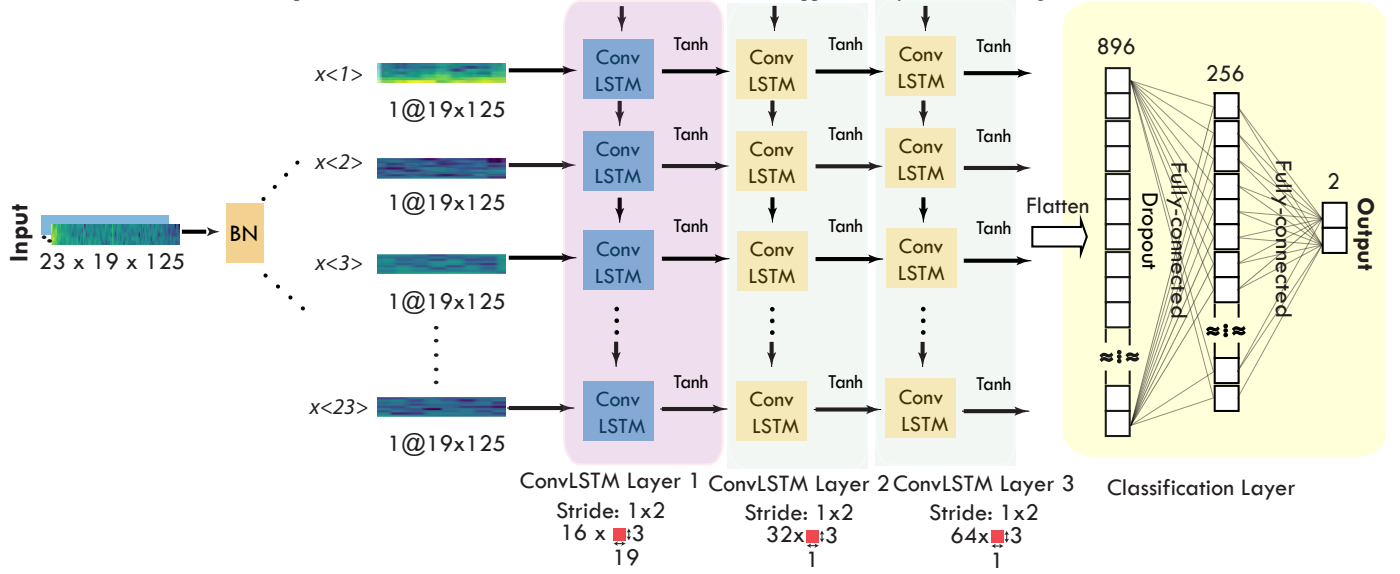 Input
23 x 19 x 125
BN
x<1>
1@19x125
x<2>
1@19x125
x<3>
1@19x125
x<23>
1@19x125
Conv
LSTM
Tanh
Conv
LSTM
Tanh
Conv
LSTM
Tanh
Conv
LSTM
Tanh
Conv
LSTM
Tanh
Conv
LSTM
Tanh
Conv
LSTM
Tanh
Conv
LSTM
Tanh
Conv
LSTM
Tanh
Conv
LSTM
Tanh
Conv
LSTM
Tanh
Conv
LSTM
Tanh
ConvLSTM Layer 1
Stride: 1x2
16 x 3
19
ConvLSTM Layer 2
Stride: 1x2
32x 3
1
ConvLSTM Layer 3
Stride: 1x2
64x 3
1
Flatten
896
Dropout
Fully-connected
256
Fully-connected
2
Output
Classification Layer